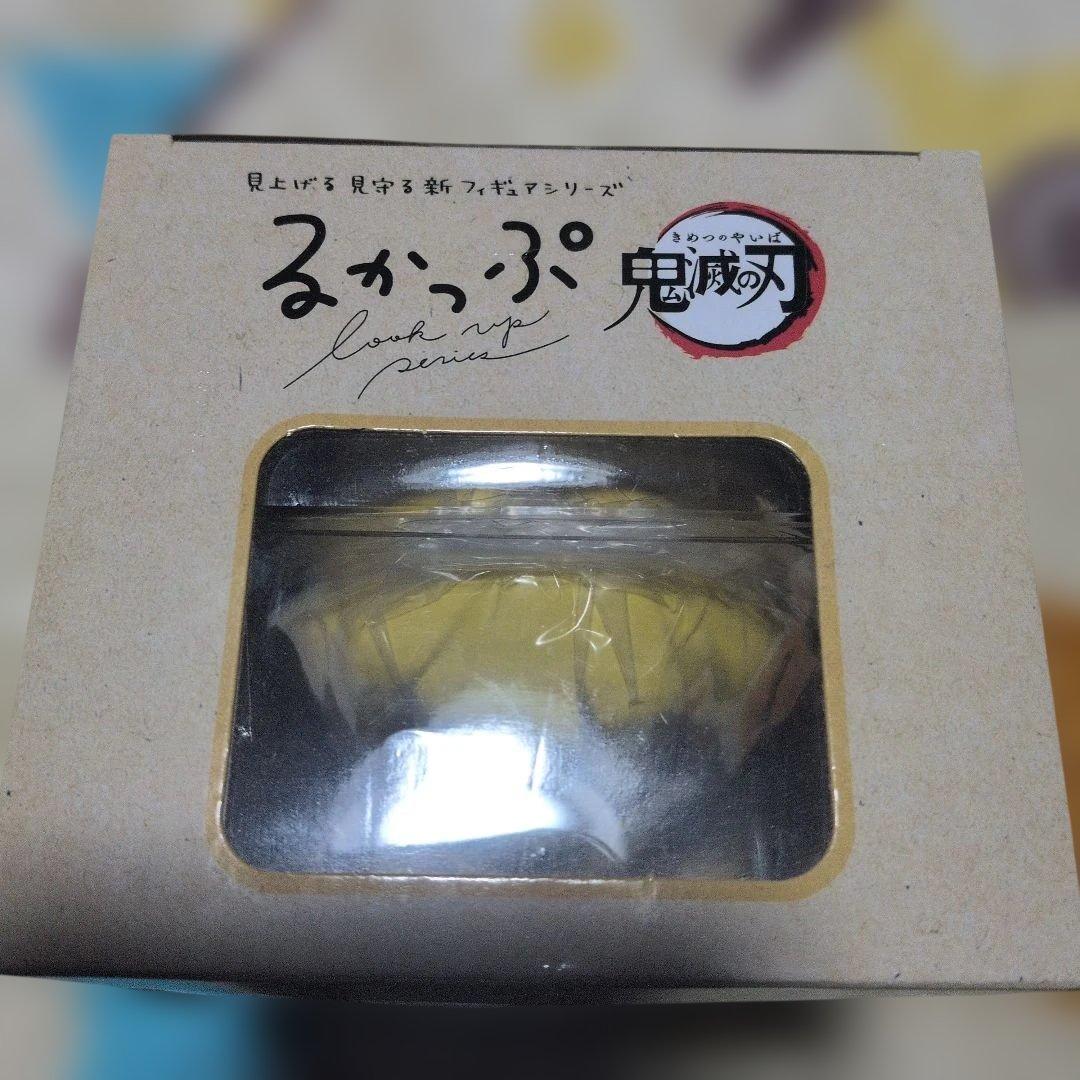 見上げる 見守る 新 フィギュアシリーズ
るかっぷ
look up
series
きめつのやいば
鬼滅の刃